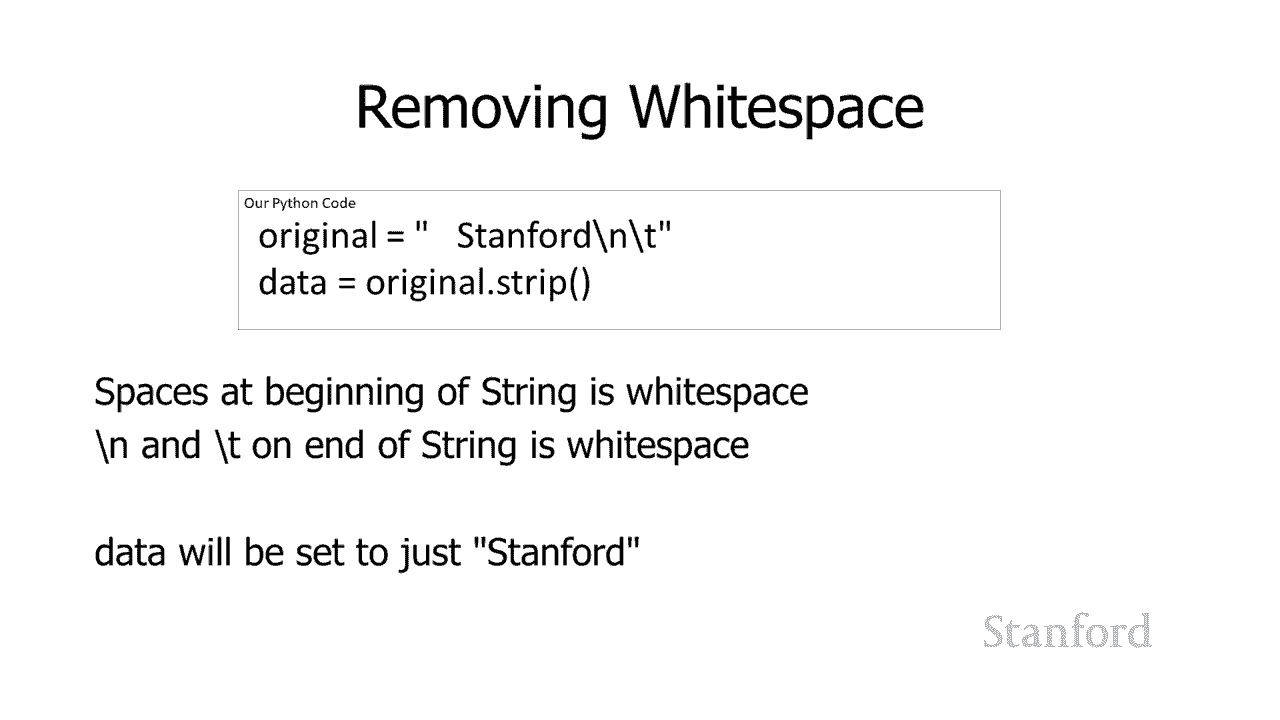 Removing Whitespace
Our Python Code
original = "   Stanford\n\t"
data = original.strip()
Spaces at beginning of String is whitespace
\n and \t on end of String is whitespace
data will be set to just "Stanford"
Stanford